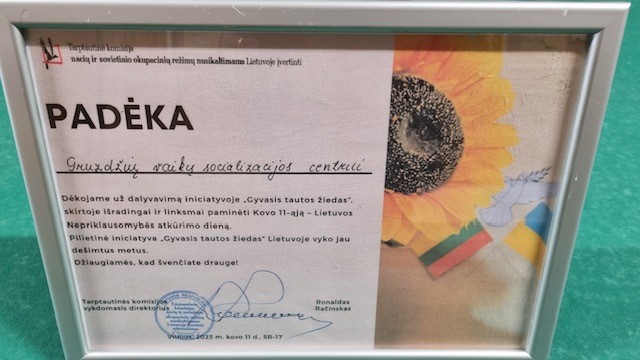 Tarptautinė komisija
nacių ir sovietinio okupacinių režimų nusikaltimams Lietuvoje įvertinti
PADĖKA
Gruzdžių vaikų socializacijos centrui
Dėkojame už dalyvavimą iniciatyvoje „Gyvasis tautos žiedas",
skirtoje išradingai ir linksmai paminėti Kovo 11-ąją – Lietuvos
Nepriklausomybės atkūrimo dieną.
Pilietinė iniciatyva „Gyvasis tautos žiedas" Lietuvoje vyko jau
dešimtus metus.
Džiaugiamės, kad švenčiate drauge!
Tarptautinės komisijos
vykdomasis direktorius
Ronaldas
Račinskas
Vilnius, 2023 m. kovo 11 d., SR-17